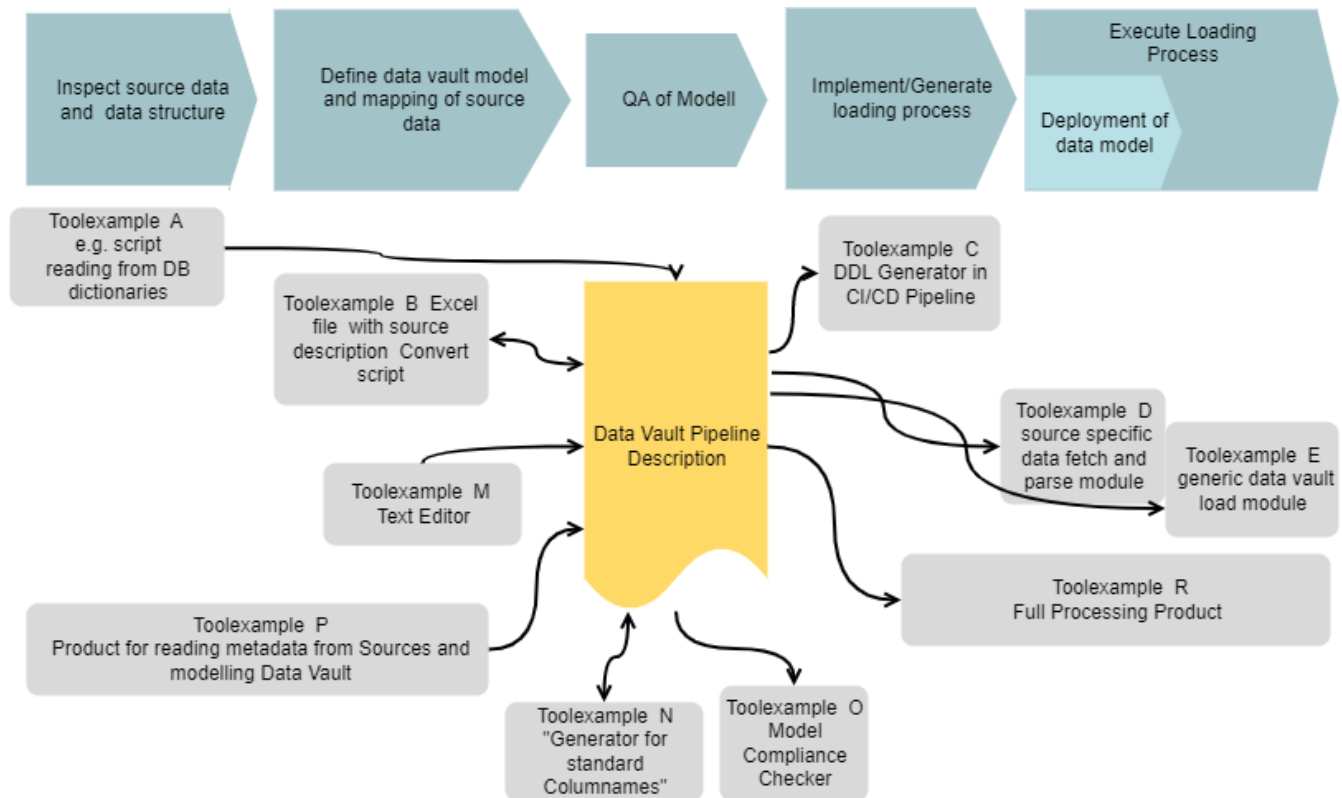 Inspect source data
and data structure
Define data vault model
and mapping of source
data
QA of Modell
Implement/Generate
loading process
Execute Loading
Process
Deployment of
data model
Toolexample A
e.g. script
reading from DB
dictionaries
Toolexample B Excel
file with source
description Convert
script
Toolexample M
Text Editor
Toolexample P
Product for reading metadata from Sources and
modelling Data Vault
Data Vault Pipeline
Description
Toolexample N
"Generator for
standard
Columnames"
Toolexample O
Model
Compliance
Checker
Toolexample C
DDL Generator in
CI/CD Pipeline
Toolexample D
source specific
data fetch and
parse module
Toolexample E
generic data vault
load module
Toolexample R
Full Processing Product